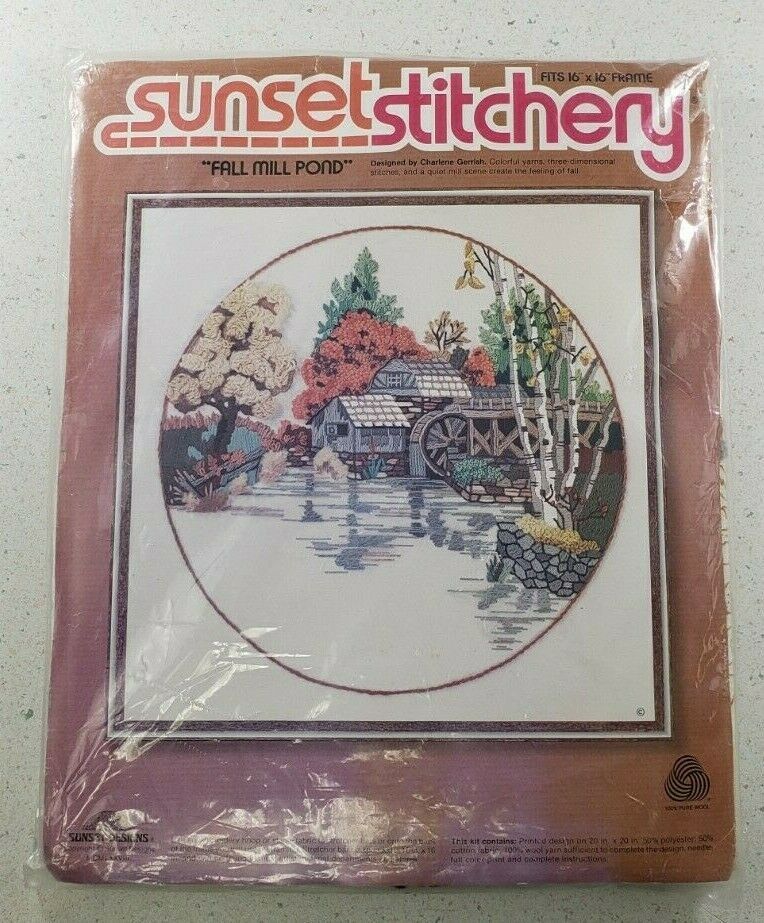 FITS 16" x 16" FRAME
sunset stitchery
"FALL MILL POND"
Designed by Charlene Gerrish. Colorful yarns, three-dimensional
stitches, and a quiet mill scene create the feeling of fall.
©
100% PURE WOOL
SUNSET DESIGNS
This kit contains: Printed design on 20 in. x 20 in. 50% polyester, 50%
cotton fabric, 100% wool yarn sufficient to complete the design, needle,
full color print and complete instructions.